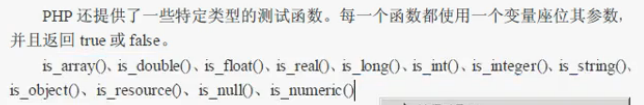 PHP 还提供了一些特定类型的测试函数。每一个函数都使用一个变量座位其参数，
并且返回 true 或 false。
is_array()、is_double()、is_float()、is_real()、is_long()、is_int()、is_integer()、is_string()、
is_object()、is_resource()、is_null()、is_numeric()